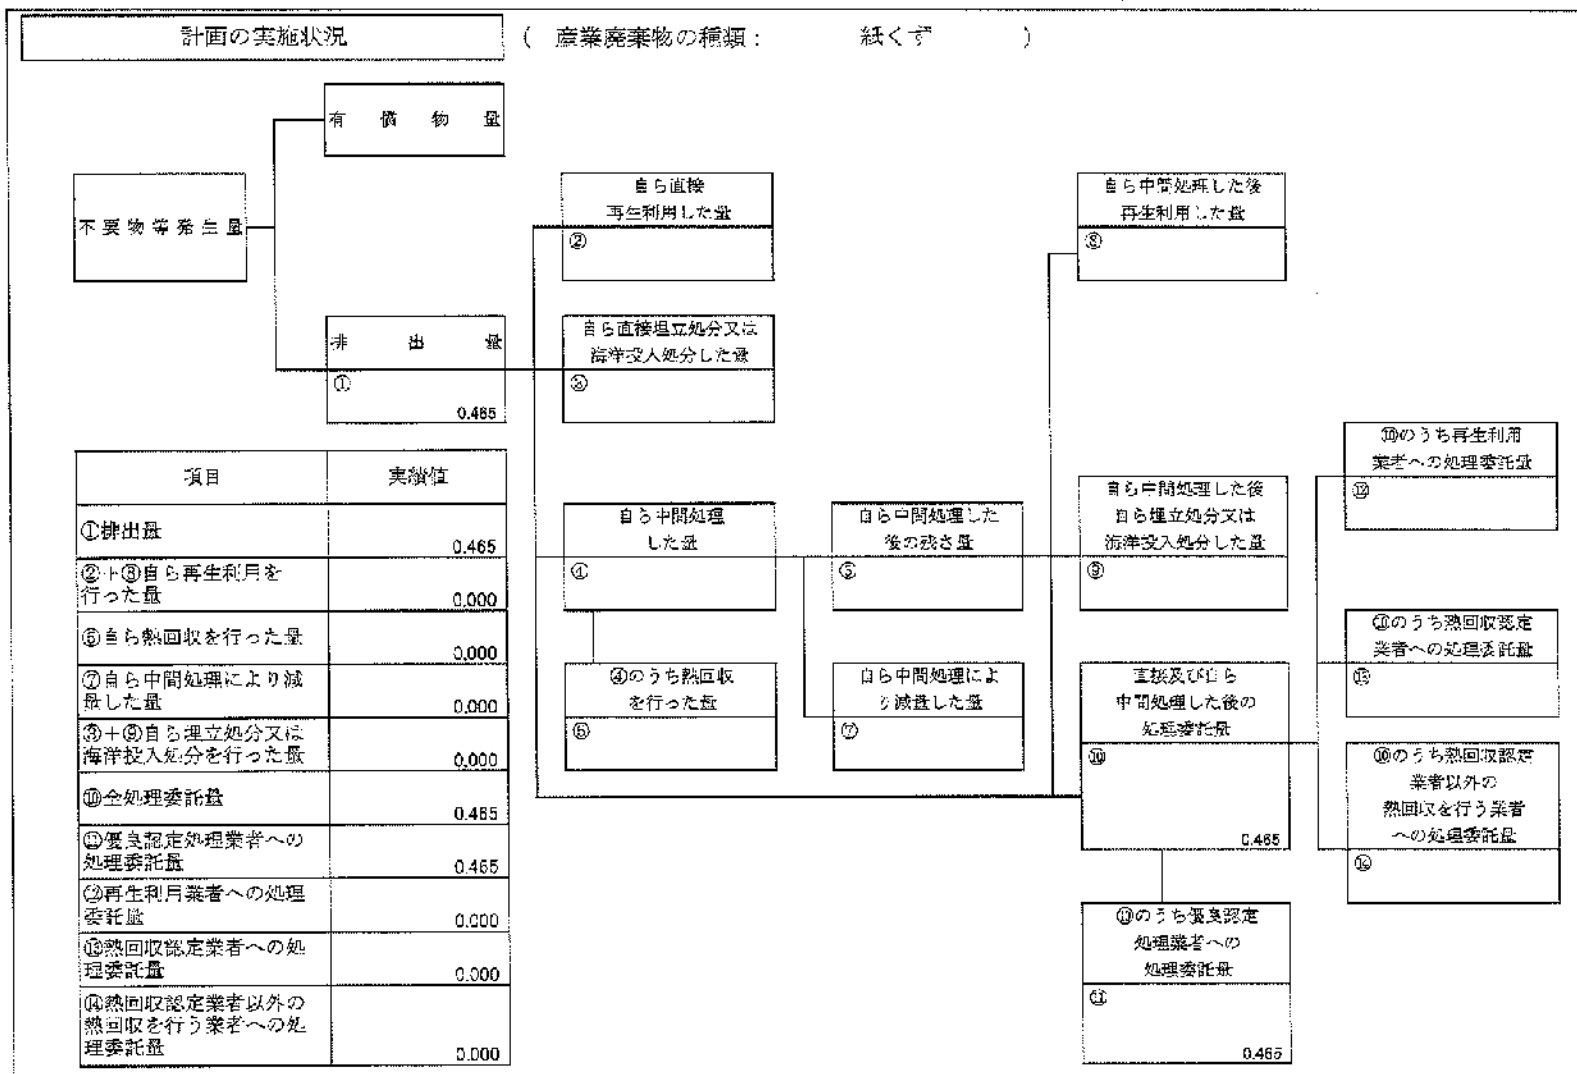 計画の実施状況
( 産業廃棄物の種類: 紙くず )
有償物量
不要物等発生量
排出量
①
0.465
自ら直接
再生利用した量
②
自ら直接埋立処分又は
海洋投入処分した量
③
自ら中間処理した後
再生利用した量
⑧
項目 実績値
①排出量 0.465
②+⑧自ら再生利用を
行った量 0.000
⑥自ら熱回収を行った量 0.000
⑦自ら中間処理により減
量した量 0.000
③+⑨自ら埋立処分又は
海洋投入処分を行った量 0.000
⑩全処理委託量 0.465
⑪優良認定処理業者への
処理委託量 0.465
⑫再生利用業者への処理
委託量 0.000
⑬熱回収認定業者への処
理委託量 0.000
⑭熱回収認定業者以外の
熱回収を行う業者への処
理委託量 0.000
自ら中間処理
した量
④
自ら中間処理した
後の残さ量
⑤
自ら中間処理した後
自ら埋立処分又は
海洋投入処分した量
⑨
④のうち熱回収
を行った量
⑥
自ら中間処理によ
り減量した量
⑦
直接及び自ら
中間処理した後の
処理委託量
⑩
0.465
⑩のうち優良認定
処理業者への
処理委託量
⑪
0.465
⑩のうち再生利用
業者への処理委託量
⑫
⑩のうち熱回収認定
業者への処理委託量
⑬
⑩のうち熱回収認定
業者以外の
熱回収を行う業者
への処理委託量
⑭